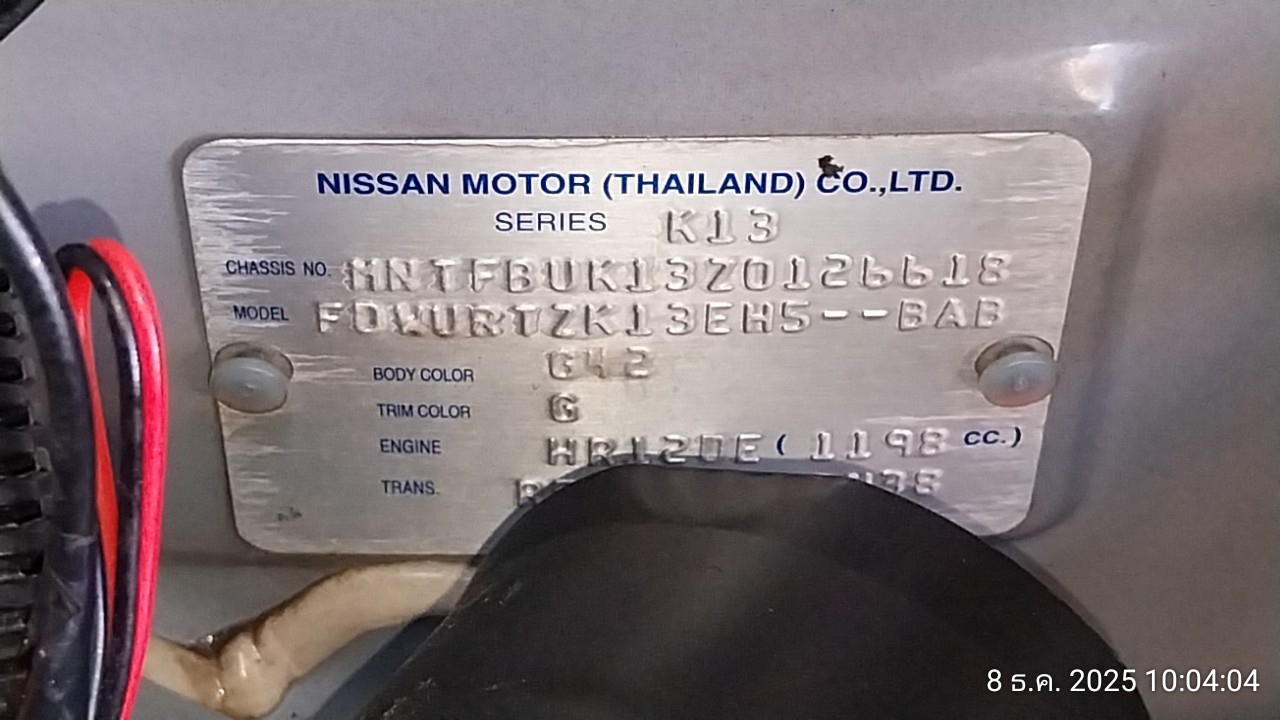 NISSAN MOTOR (THAILAND) CO.,LTD.
SERIES K13
CHASSIS NO. MNTFBUK13Z0126618
MODEL FDWURTZK13EH5--BAB
BODY COLOR G42
TRIM COLOR G
ENGINE HR12DE ( 1198 CC.)
TRANS.
8 ธ.ค. 2025 10:04:04